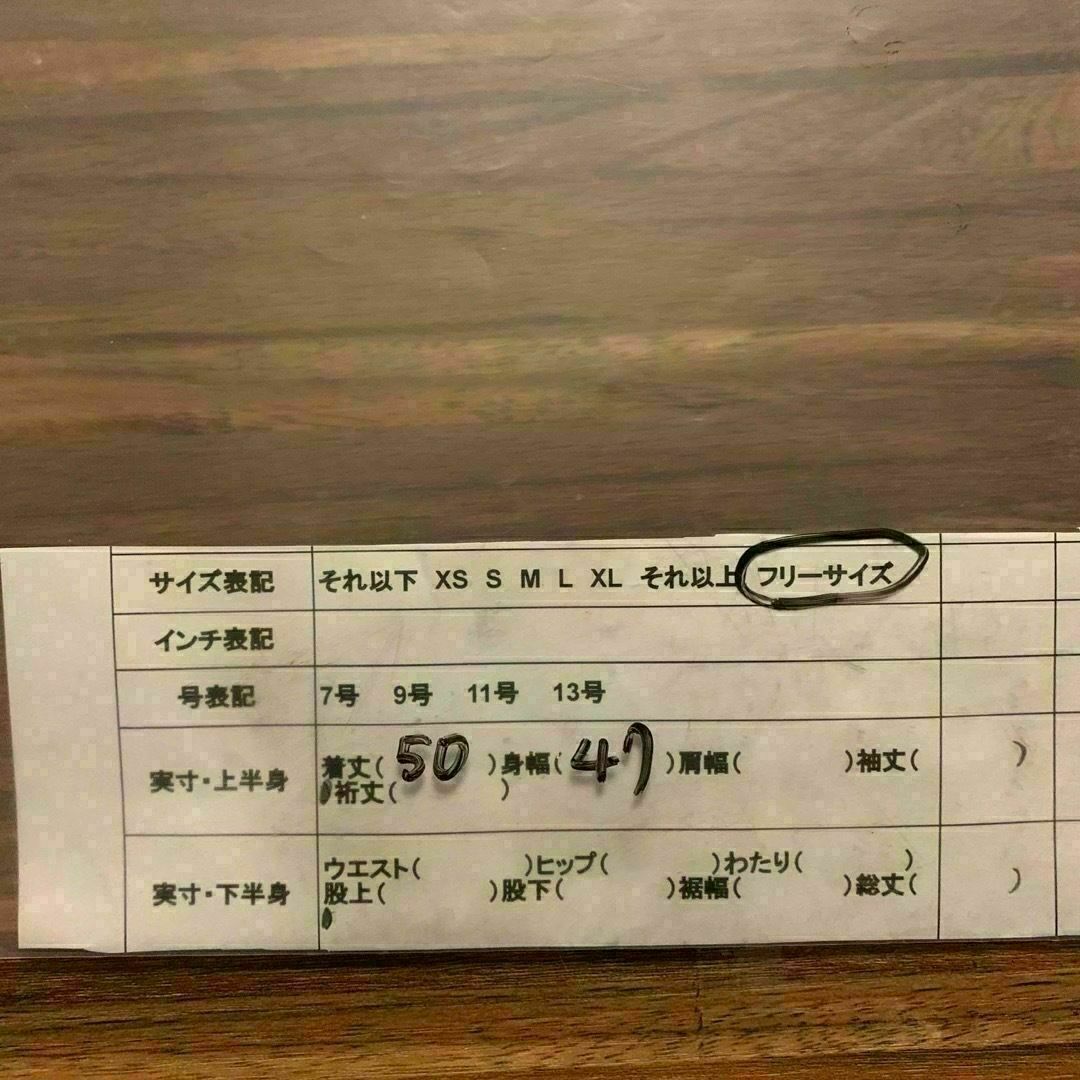 サイズ表記 それ以下 XS S M L XL それ以上 フリーサイズ
インチ表記
号表記 7号 9号 11号 13号
実寸・上半身 着丈( 50 )身幅( 47 )肩幅( )袖丈( )
裄丈( )
実寸・下半身 ウエスト( )ヒップ( )わたり( )
股上( )股下( )裾幅( )総丈( )